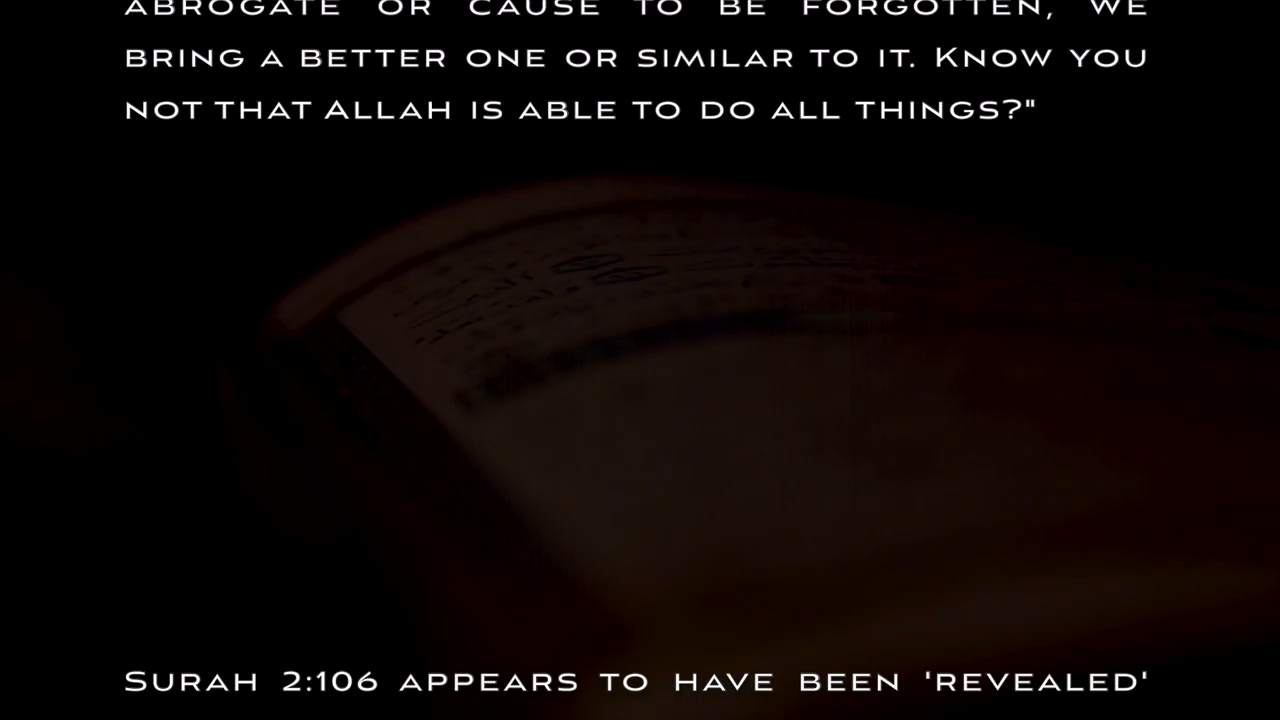 ABROGATE OR CAUSE TO BE FORGOTTEN, WE
BRING A BETTER ONE OR SIMILAR TO IT. KNOW YOU
NOT THAT ALLAH IS ABLE TO DO ALL THINGS?"
SURAH 2:106 APPEARS TO HAVE BEEN 'REVEALED'